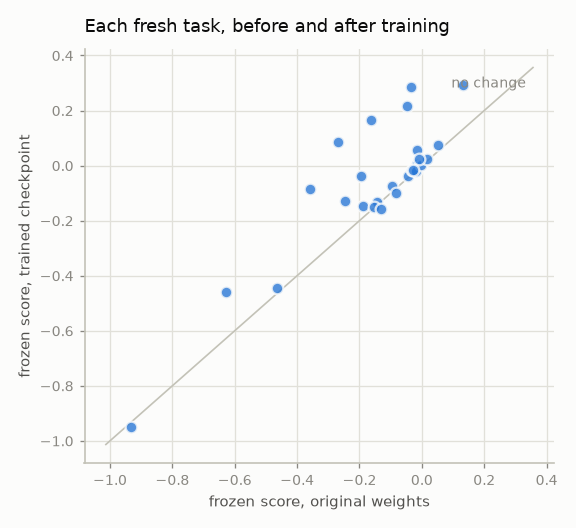 Each fresh task, before and after training
no change
frozen score, trained checkpoint
0.4
0.2
0.0
−0.2
−0.4
−0.6
−0.8
−1.0
−1.0 −0.8 −0.6 −0.4 −0.2 0.0 0.2 0.4
frozen score, original weights